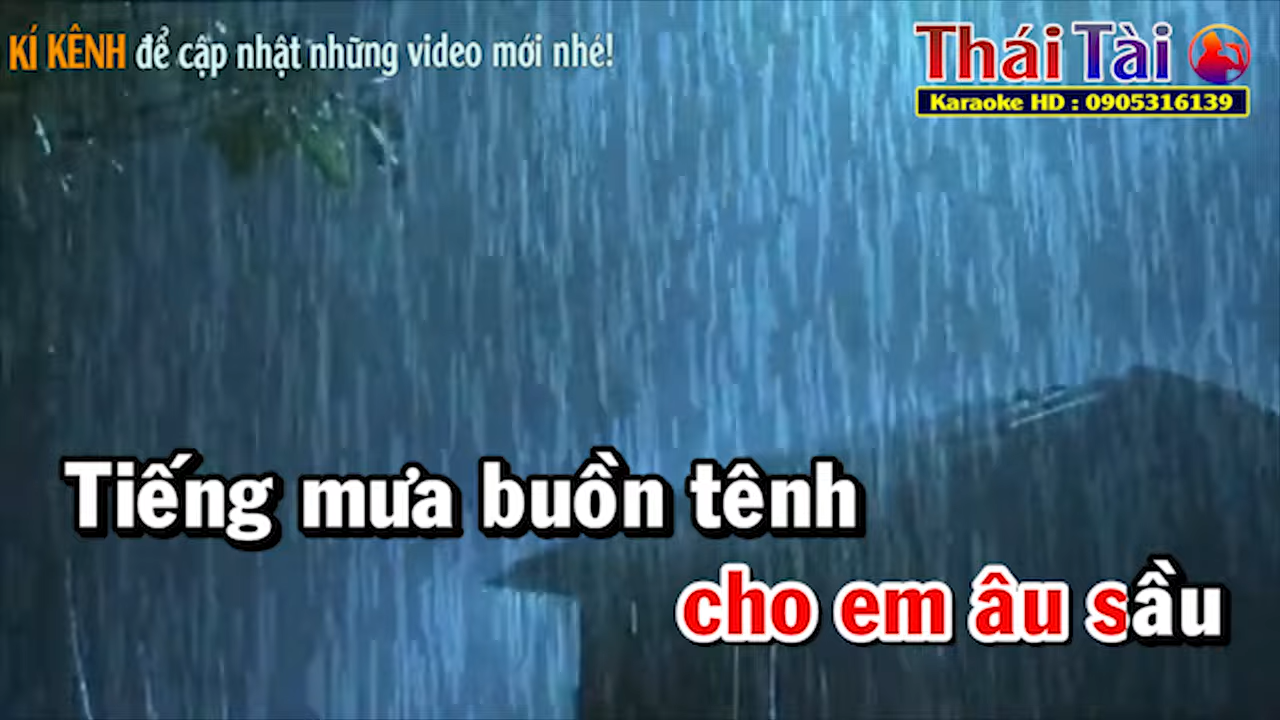 KÍ KÊNH để cập nhật những video mới nhé!
Thái Tài
Karaoke HD : 0905316139
Tiếng mưa buồn tênh
cho em âu sầu